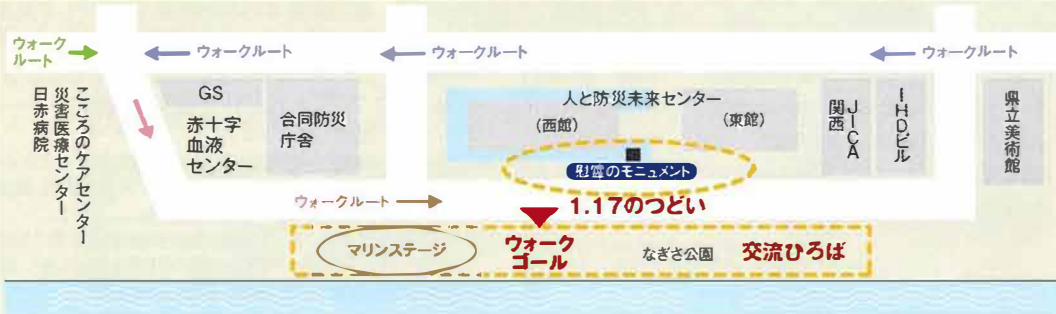 ウォーク
ルート
ウォークルート
ウォークルート
ウォークルート
こころのケアセンター
災害医療センター
日赤病院
GS
赤十字
血液
センター
合同防災
庁舎
人と防災未来センター
(西館)
(東館)
慰霊のモニュメント
JICA
関西
IHDビル
県立美術館
ウォークルート
1.17のつどい
マリンステージ
ウォーク
ゴール
なぎさ公園
交流ひろば